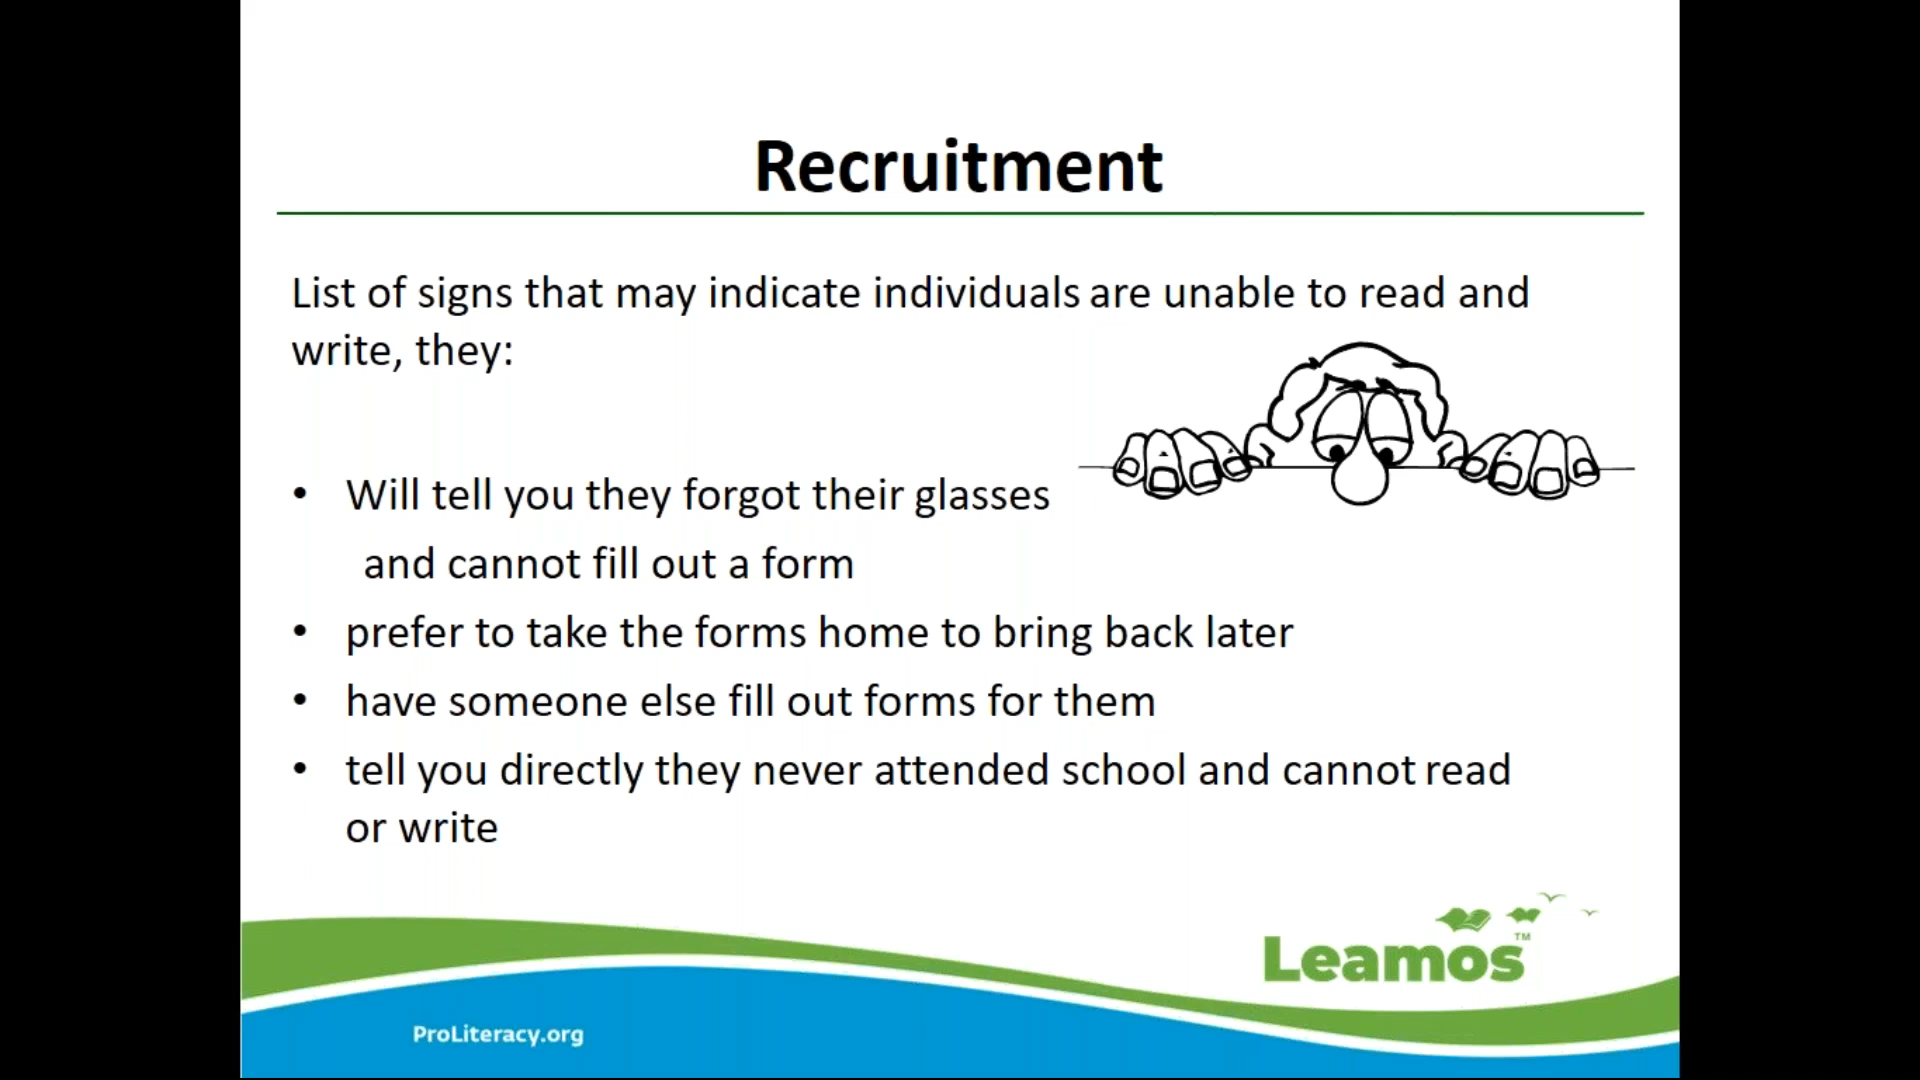 Recruitment
List of signs that may indicate individuals are unable to read and
write, they:
• Will tell you they forgot their glasses
and cannot fill out a form
• prefer to take the forms home to bring back later
• have someone else fill out forms for them
• tell you directly they never attended school and cannot read
or write
Leamos™
ProLiteracy.org